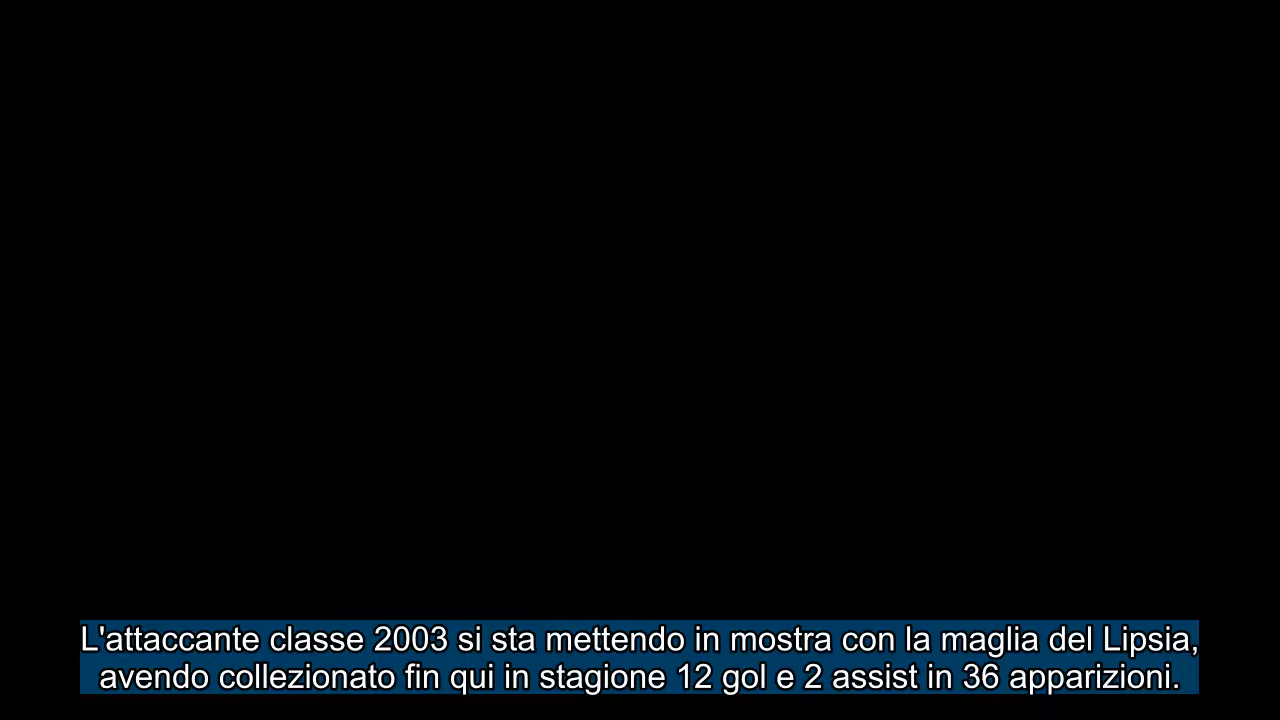 L'attaccante classe 2003 si sta mettendo in mostra con la maglia del Lipsia,
avendo collezionato fin qui in stagione 12 gol e 2 assist in 36 apparizioni.